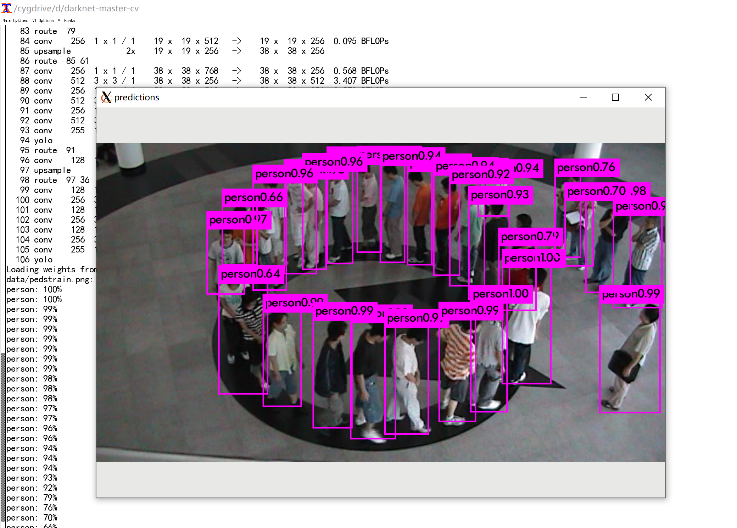 /cygdrive/d/darknet-master-cv
83 route 79
84 conv 256 1 x 1 / 1 19 x 19 x 512 -> 19 x 19 x 256 0.095 BFLOPs
85 upsample 2x 19 x 19 x 256 -> 38 x 38 x 256
86 route 85 61
87 conv 256 1 x 1 / 1 38 x 38 x 768 -> 38 x 38 x 256 0.568 BFLOPs
88 conv 512 3 x 3 / 1 38 x 38 x 256 -> 38 x 38 x 512 3.407 BFLOPs
89 conv 256
90 conv 512
91 conv 256
92 conv 512
93 conv 255
94 yolo
95 route 91
96 conv 128
97 upsample
98 route 97 36
99 conv 128
100 conv 256
101 conv 128
102 conv 256
103 conv 128
104 conv 256
105 conv 255
106 yolo
Loading weights from
data/pedstrain.png:
person: 100%
person: 100%
person: 99%
person: 99%
person: 99%
person: 99%
person: 99%
person: 99%
person: 99%
person: 98%
person: 98%
person: 98%
person: 97%
person: 97%
person: 96%
person: 96%
person: 94%
person: 94%
person: 94%
person: 93%
person: 92%
person: 79%
person: 76%
person: 70%
person: 66%
predictions
person0.96
person0.94
person0.96
person0.92
0.94
person0.76
person0.66
person0.93
person0.70
.98
person0.97
person0.79
person1.00
person0.64
person1.00
person0.99
person0.99
person0.99